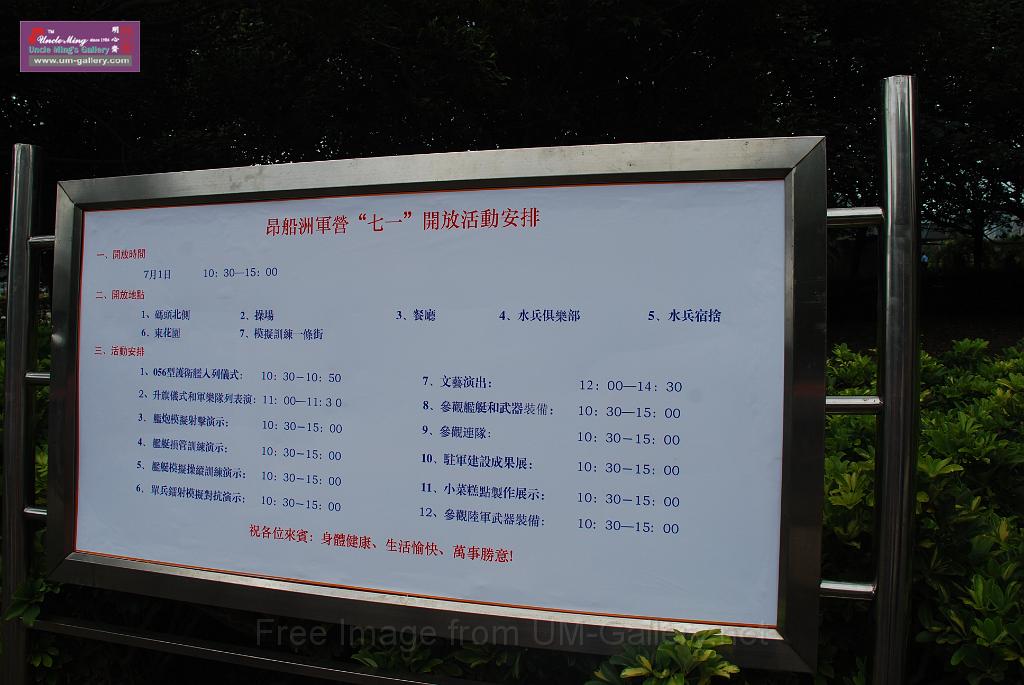 TM
Uncle Ming since 1986
明心齋
Uncle Ming's Gallery
www.um-gallery.com
昂船洲軍營“七一”開放活動安排
一、開放時間
7月1日 10：30—15：00
二、開放地點
1、碼頭北側 2、操場 3、餐廳 4、水兵俱樂部 5、水兵宿捨
6、東花園 7、模擬訓練一條街
三、活動安排
1、056型護衛艦入列儀式： 10：30－10：50
2、升旗儀式和軍樂隊列表演：11：00—11:30
3、艦炮模擬射擊演示： 10：30－15：00
4、艦艇損管訓練演示： 10：30－15：00
5、艦艇模擬操縱訓練演示： 10：30－15：00
6、單兵鐳射模擬對抗演示： 10：30－15：00
7、文藝演出： 12：00—14：30
8、參觀艦艇和武器裝備： 10：30—15：00
9、參觀連隊： 10：30－15：00
10、駐軍建設成果展： 10：30—15：00
11、小菜糕點製作展示： 10：30－15：00
12、參觀陸軍武器裝備： 10：30—15：00
祝各位來賓：身體健康、生活愉快、萬事勝意!
Free Image from UM-Gallery.net